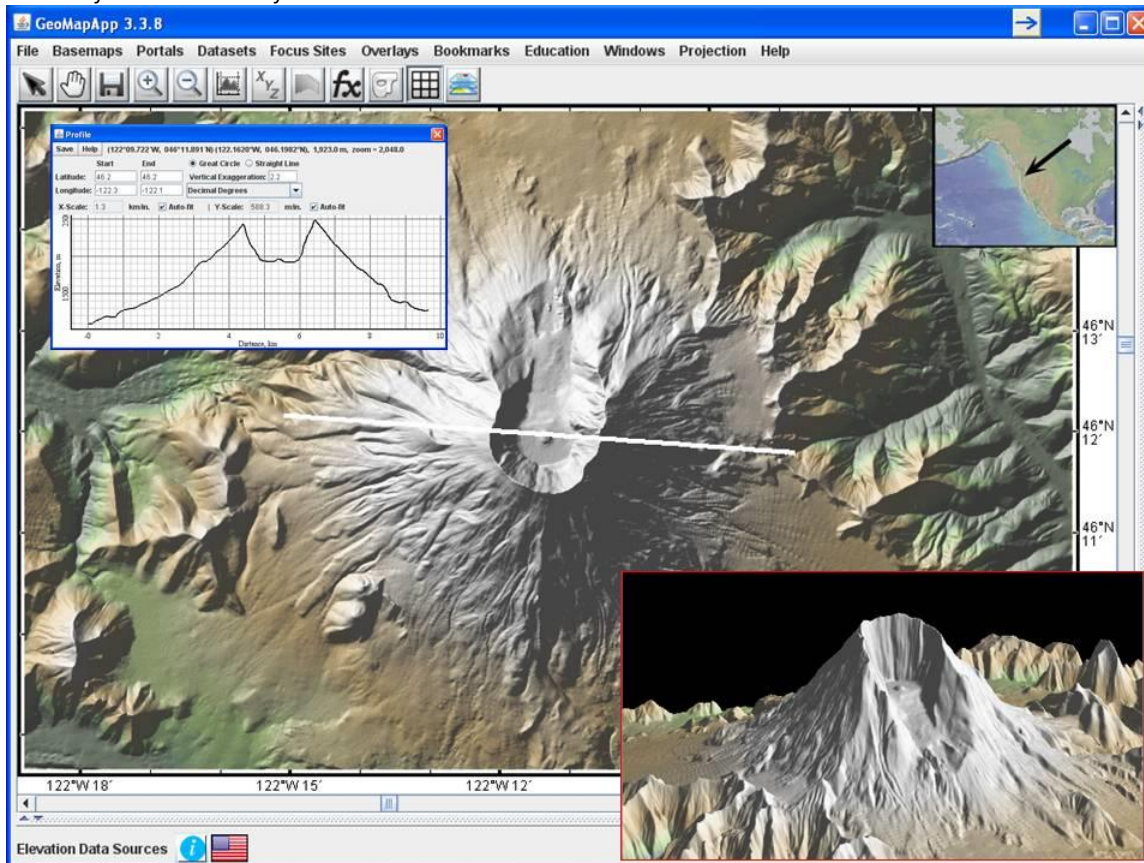 GeoMapApp 3.3.8
File Basemaps Portals Datasets Focus Sites Overlays Bookmarks Education Windows Projection Help
XYZ fx
Profile
Save Help (122°09.722'W, 046°11.891'N) (122.1620°W, 046.1982°N), 1,923.0 m, zoom = 2,048.0
Start End Great Circle Straight Line
Latitude: 46.2 46.2 Vertical Exaggeration: 2.2
Longitude: -122.3 -122.1 Decimal Degrees
X-Scale: 1.3 km/in. Auto-fit | Y-Scale: 588.3 m/in. Auto-fit
Elevation, m
1500
-0 2 4 6 8 10
Distance, km
46°N
13´
46°N
12´
46°N
11´
122°W 18´ 122°W 15´ 122°W 12´
Elevation Data Sources i